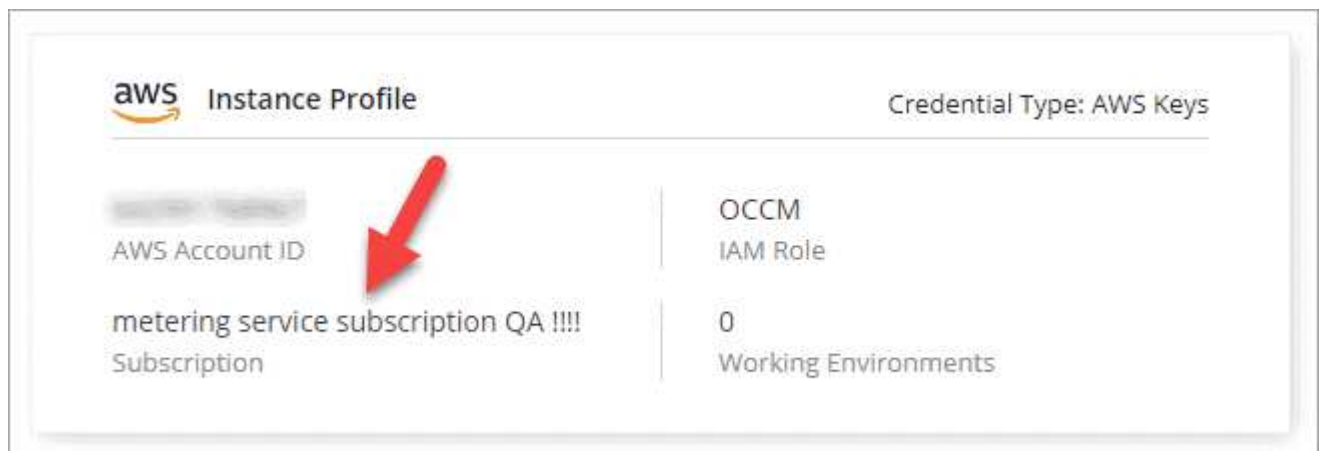 aws Instance Profile Credential Type: AWS Keys
OCCM
AWS Account ID
IAM Role
metering service subscription QA !!!!
0
Subscription
Working Environments